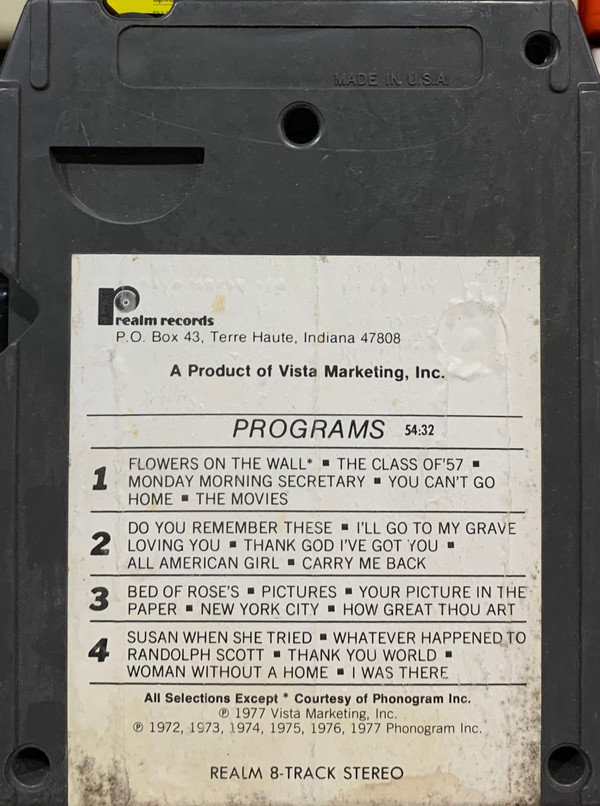 MADE IN U.S.A.
realm records
P.O. Box 43, Terre Haute, Indiana 47808
A Product of Vista Marketing, Inc.
PROGRAMS 54:32
1 FLOWERS ON THE WALL* ▪ THE CLASS OF'57 ▪
MONDAY MORNING SECRETARY ▪ YOU CAN'T GO
HOME ▪ THE MOVIES
2 DO YOU REMEMBER THESE ▪ I'LL GO TO MY GRAVE
LOVING YOU ▪ THANK GOD I'VE GOT YOU ▪
ALL AMERICAN GIRL ▪ CARRY ME BACK
3 BED OF ROSE'S ▪ PICTURES ▪ YOUR PICTURE IN THE
PAPER ▪ NEW YORK CITY ▪ HOW GREAT THOU ART
4 SUSAN WHEN SHE TRIED ▪ WHATEVER HAPPENED TO
RANDOLPH SCOTT ▪ THANK YOU WORLD ▪
WOMAN WITHOUT A HOME ▪ I WAS THERE
All Selections Except * Courtesy of Phonogram Inc.
℗ 1977 Vista Marketing, Inc.
℗ 1972, 1973, 1974, 1975, 1976, 1977 Phonogram Inc.
REALM 8-TRACK STEREO